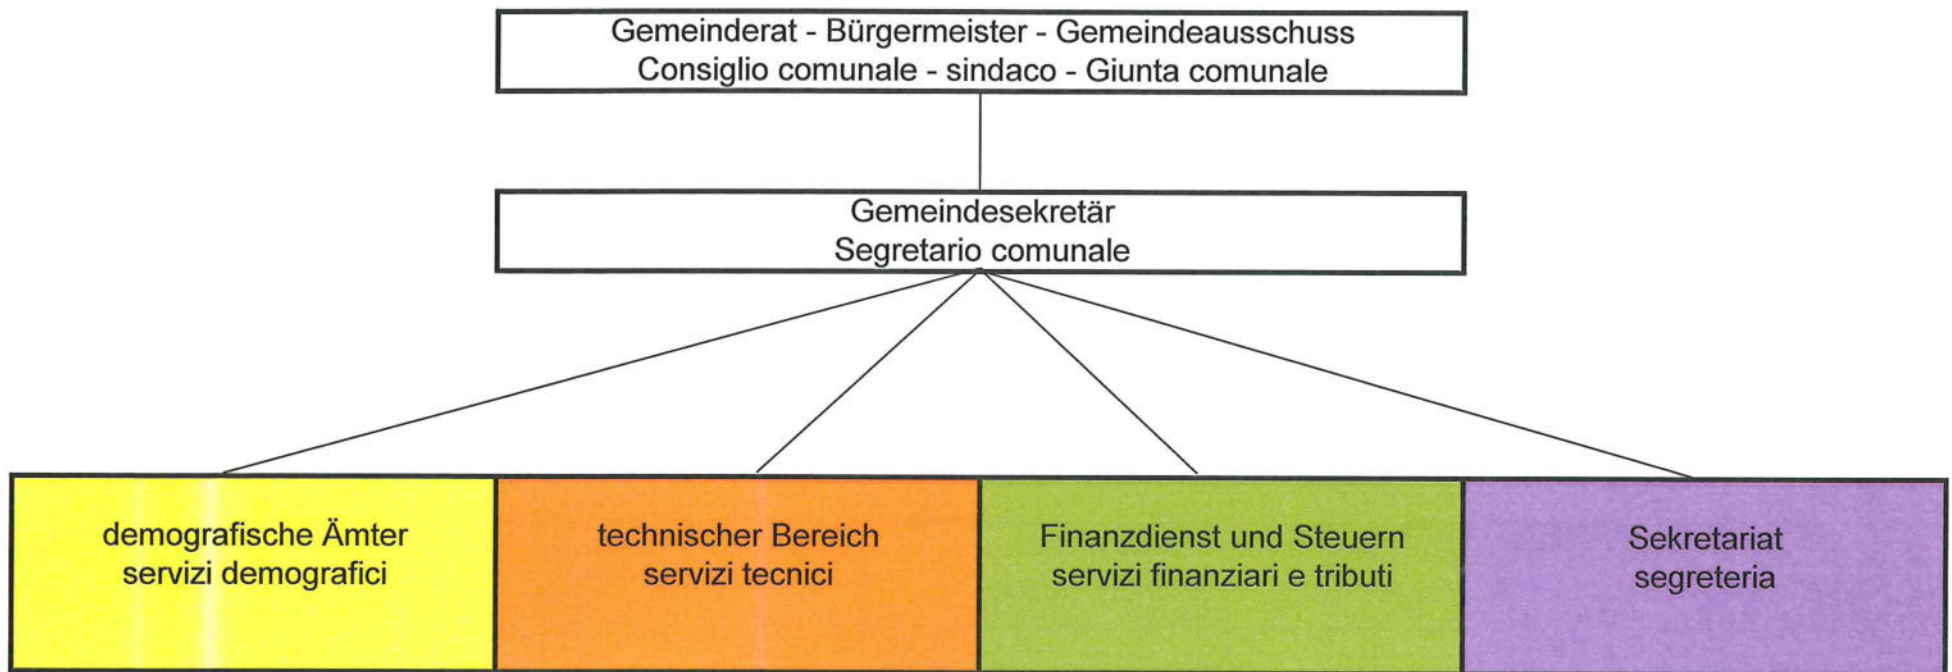 Gemeinderat - Bürgermeister - Gemeindeausschuss
Consiglio comunale - sindaco - Giunta comunale
Gemeindesekretär
Segretario comunale
demografische Ämter
servizi demografici
technischer Bereich
servizi tecnici
Finanzdienst und Steuern
servizi finanziari e tributi
Sekretariat
segreteria